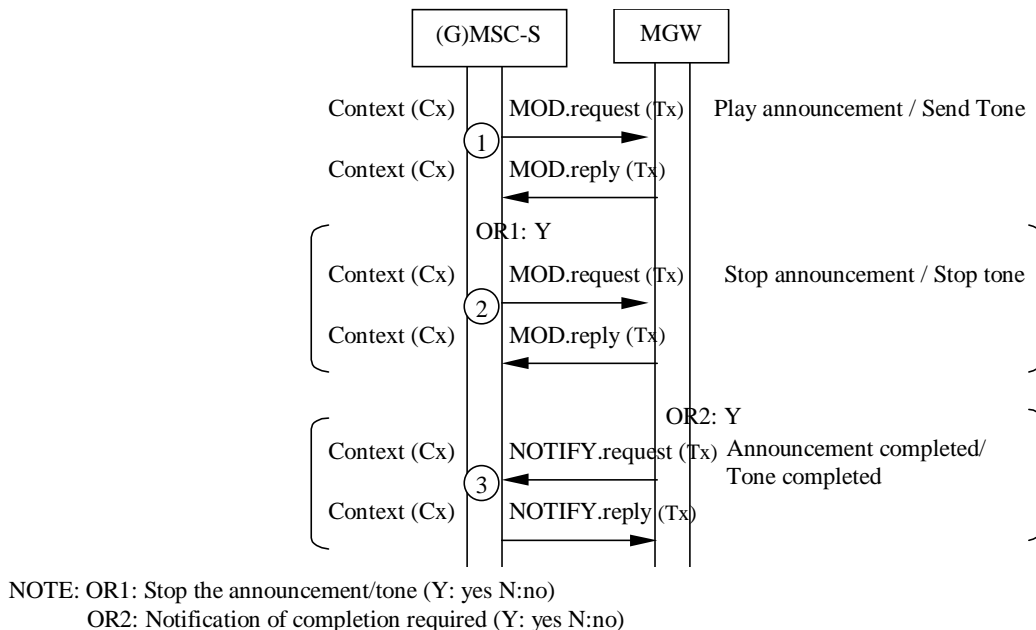 (G)MSC-S MGW
Context (Cx) MOD.request (Tx) Play announcement / Send Tone
1
Context (Cx) MOD.reply (Tx)
OR1: Y
Context (Cx) MOD.request (Tx) Stop announcement / Stop tone
2
Context (Cx) MOD.reply (Tx)
OR2: Y
Context (Cx) NOTIFY.request (Tx) Announcement completed/
3 Tone completed
Context (Cx) NOTIFY.reply (Tx)
NOTE: OR1: Stop the announcement/tone (Y: yes N:no)
OR2: Notification of completion required (Y: yes N:no)